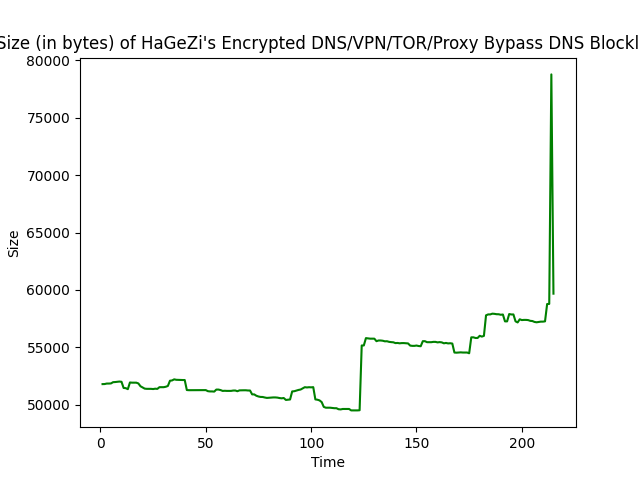 Size (in bytes) of HaGeZi's Encrypted DNS/VPN/TOR/Proxy Bypass DNS Blockl
80000
75000
70000
65000
60000
55000
50000
Size
0 50 100 150 200
Time